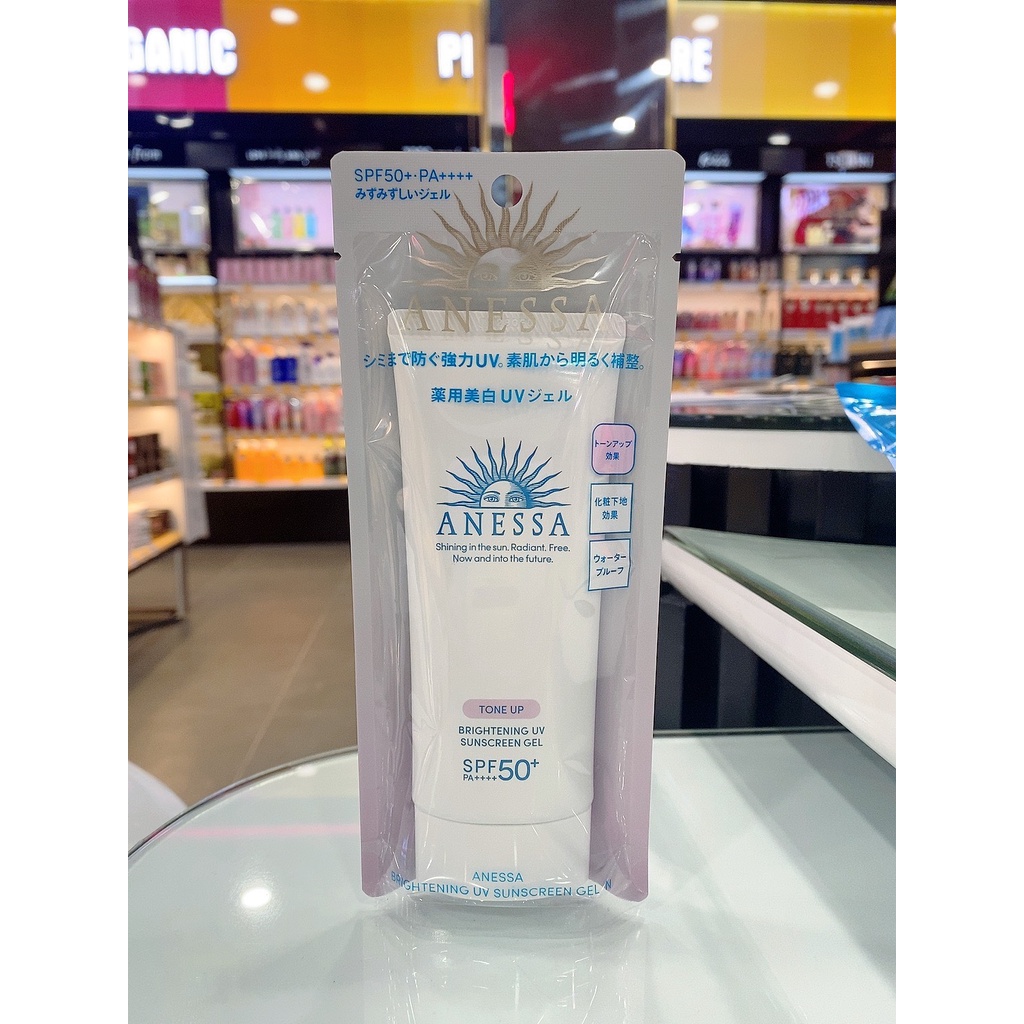 GANIC
PI
RE
SPF50+·PA++++
みずみずしいジェル
ANESSA
シミまで防ぐ強力UV。素肌から明るく補整。
薬用美白UVジェル
トーンアップ
効果
ANESSA
Shining in the sun. Radiant. Free.
Now and into the future.
化粧下地
効果
ウォーター
プルーフ
TONE UP
BRIGHTENING UV
SUNSCREEN GEL
SPF50+
PA++++
ANESSA
BRIGHTENING UV SUNSCREEN GEL N